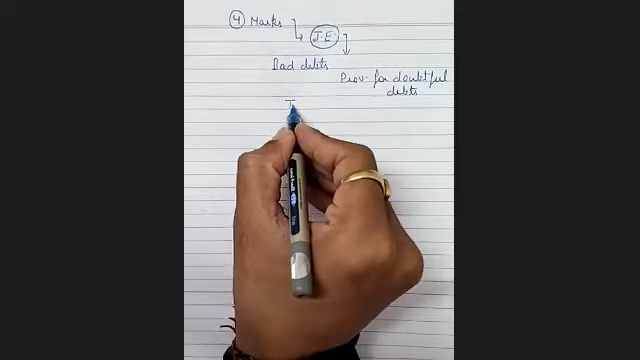 4 Marks
J.E.
Bad debts
Prov. for doubtful
debts